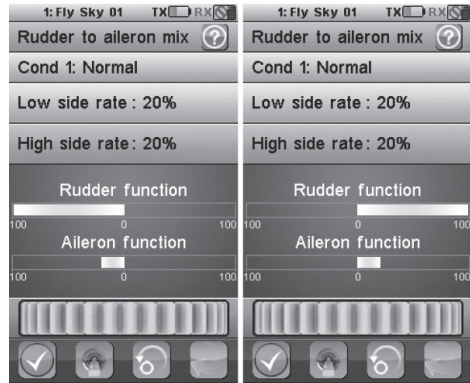 1: Fly Sky 01 TX RX
Rudder to aileron mix ?
Cond 1: Normal
Low side rate : 20%
High side rate : 20%
Rudder function
100 0 100
Aileron function
100 0 100
1: Fly Sky 01 TX RX
Rudder to aileron mix ?
Cond 1: Normal
Low side rate : 20%
High side rate : 20%
Rudder function
100 0 100
Aileron function
100 0 100